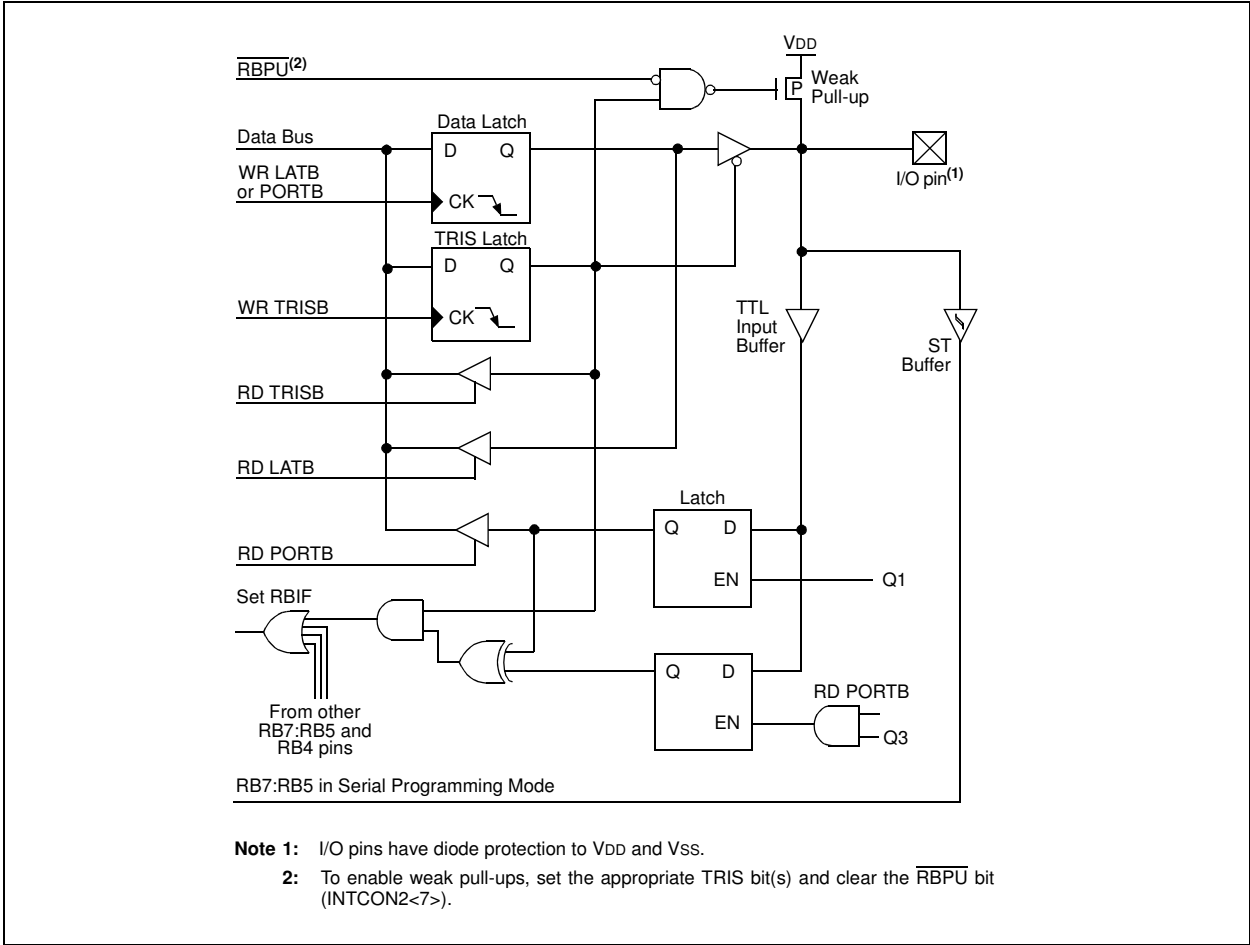 VDD
RBPU(2)
Weak
Pull-up
P
Data Bus
Data Latch
D Q
WR LATB
or PORTB
CK
I/O pin(1)
TRIS Latch
D Q
WR TRISB
CK
TTL
Input
Buffer
ST
Buffer
RD TRISB
RD LATB
Latch
Q D
RD PORTB
EN
Q1
Set RBIF
Q D
RD PORTB
EN
Q3
From other
RB7:RB5 and
RB4 pins
RB7:RB5 in Serial Programming Mode
Note 1: I/O pins have diode protection to VDD and VSS.
2: To enable weak pull-ups, set the appropriate TRIS bit(s) and clear the RBPU bit
(INTCON2<7>).